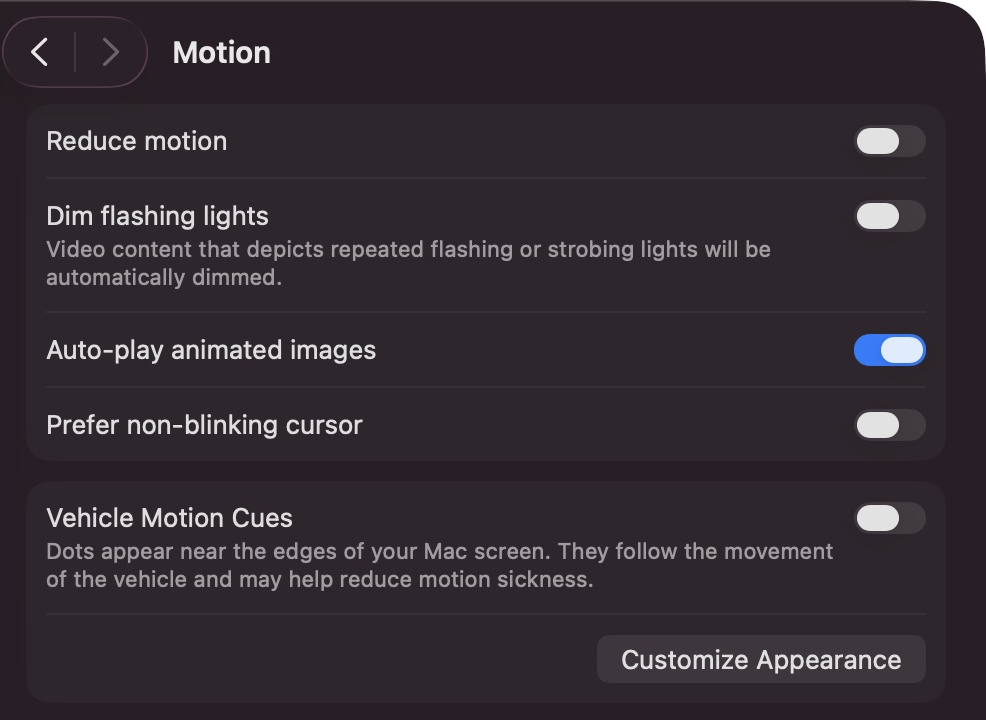 Motion
Reduce motion
Dim flashing lights
Video content that depicts repeated flashing or strobing lights will be
automatically dimmed.
Auto-play animated images
Prefer non-blinking cursor
Vehicle Motion Cues
Dots appear near the edges of your Mac screen. They follow the movement
of the vehicle and may help reduce motion sickness.
Customize Appearance